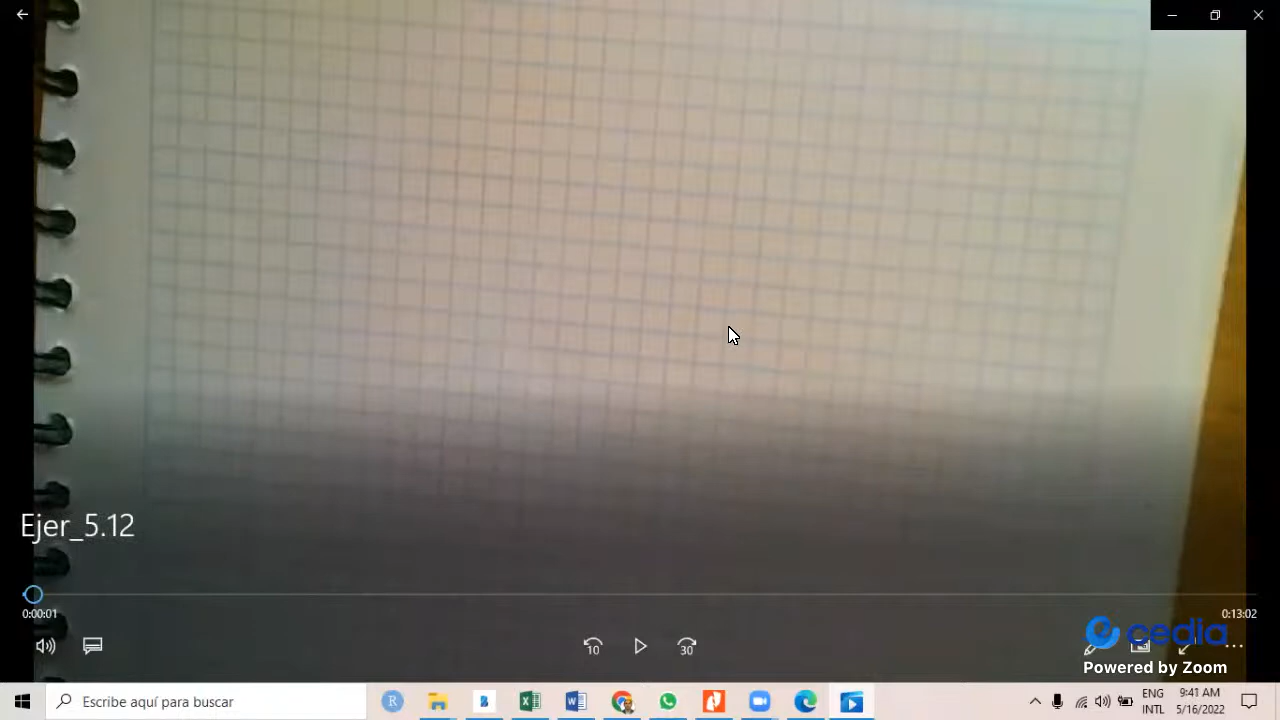 Ejer_5.12
0:00:01
0:13:02
10
30
cedia
Powered by Zoom
Escribe aquí para buscar
R
B
X
W
ENG
INTL
9:41 AM
5/16/2022